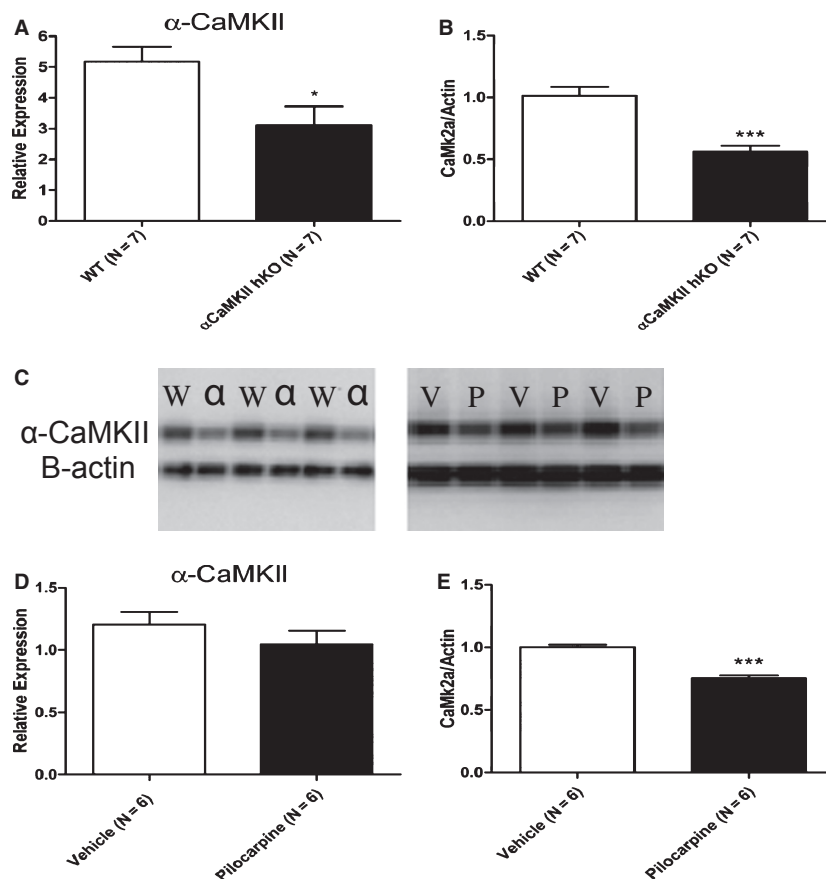 A
α-CaMKII
Relative Expression
6
5
4
3
2
1
0
*
WT (N = 7)
αCaMKII hKO (N = 7)
B
CaMk2a/Actin
1.5
1.0
0.5
0.0
***
WT (N = 7)
αCaMKII hKO (N = 7)
C
W α W α W α
V P V P V P
α-CaMKII
B-actin
D
α-CaMKII
Relative Expression
1.5
1.0
0.5
0.0
Vehicle (N = 6)
Pilocarpine (N = 6)
E
CaMk2a/Actin
1.5
1.0
0.5
0.0
***
Vehicle (N = 6)
Pilocarpine (N = 6)